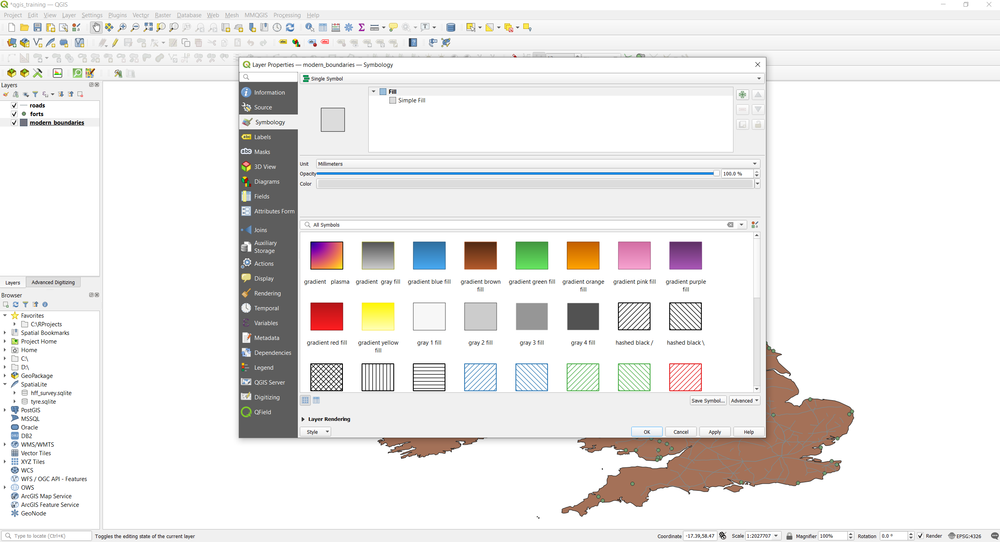 *qgis_training — QGIS
Project Edit View Layer Settings Plugins Vector Raster Database Web Mesh MMQGIS Processing Help
Layer Properties — modern_boundaries — Symbology
Layers
roads
forts
modern_boundaries
Layers Advanced Digitizing
Browser
Favorites
C:\RProjects
Spatial Bookmarks
Project Home
Home
C:\
D:\
GeoPackage
SpatiaLite
hff_survey.sqlite
tyre.sqlite
PostGIS
MSSQL
Oracle
DB2
WMS/WMTS
Vector Tiles
XYZ Tiles
WCS
WFS / OGC API - Features
OWS
ArcGIS Map Service
ArcGIS Feature Service
GeoNode
Information
Source
Symbology
Labels
Masks
3D View
Diagrams
Fields
Attributes Form
Joins
Auxiliary
Storage
Actions
Display
Rendering
Temporal
Variables
Metadata
Dependencies
Legend
QGIS Server
Digitizing
QField
Single Symbol
Fill
Simple Fill
Unit Millimeters
Opacity 100.0 %
Color
All Symbols
gradient plasma gradient gray fill gradient blue fill gradient brown fill gradient green fill gradient orange fill gradient pink fill gradient purple fill
gradient red fill gradient yellow fill gray 1 fill gray 2 fill gray 3 fill gray 4 fill hashed black / hashed black \
Save Symbol... Advanced
Layer Rendering
Style OK Cancel Apply Help
Type to locate (Ctrl+K) Toggles the editing state of the current layer Coordinate -17.39,58.47 Scale 1:2027707 Magnifier 100% Rotation 0.0 ° Render EPSG:4326